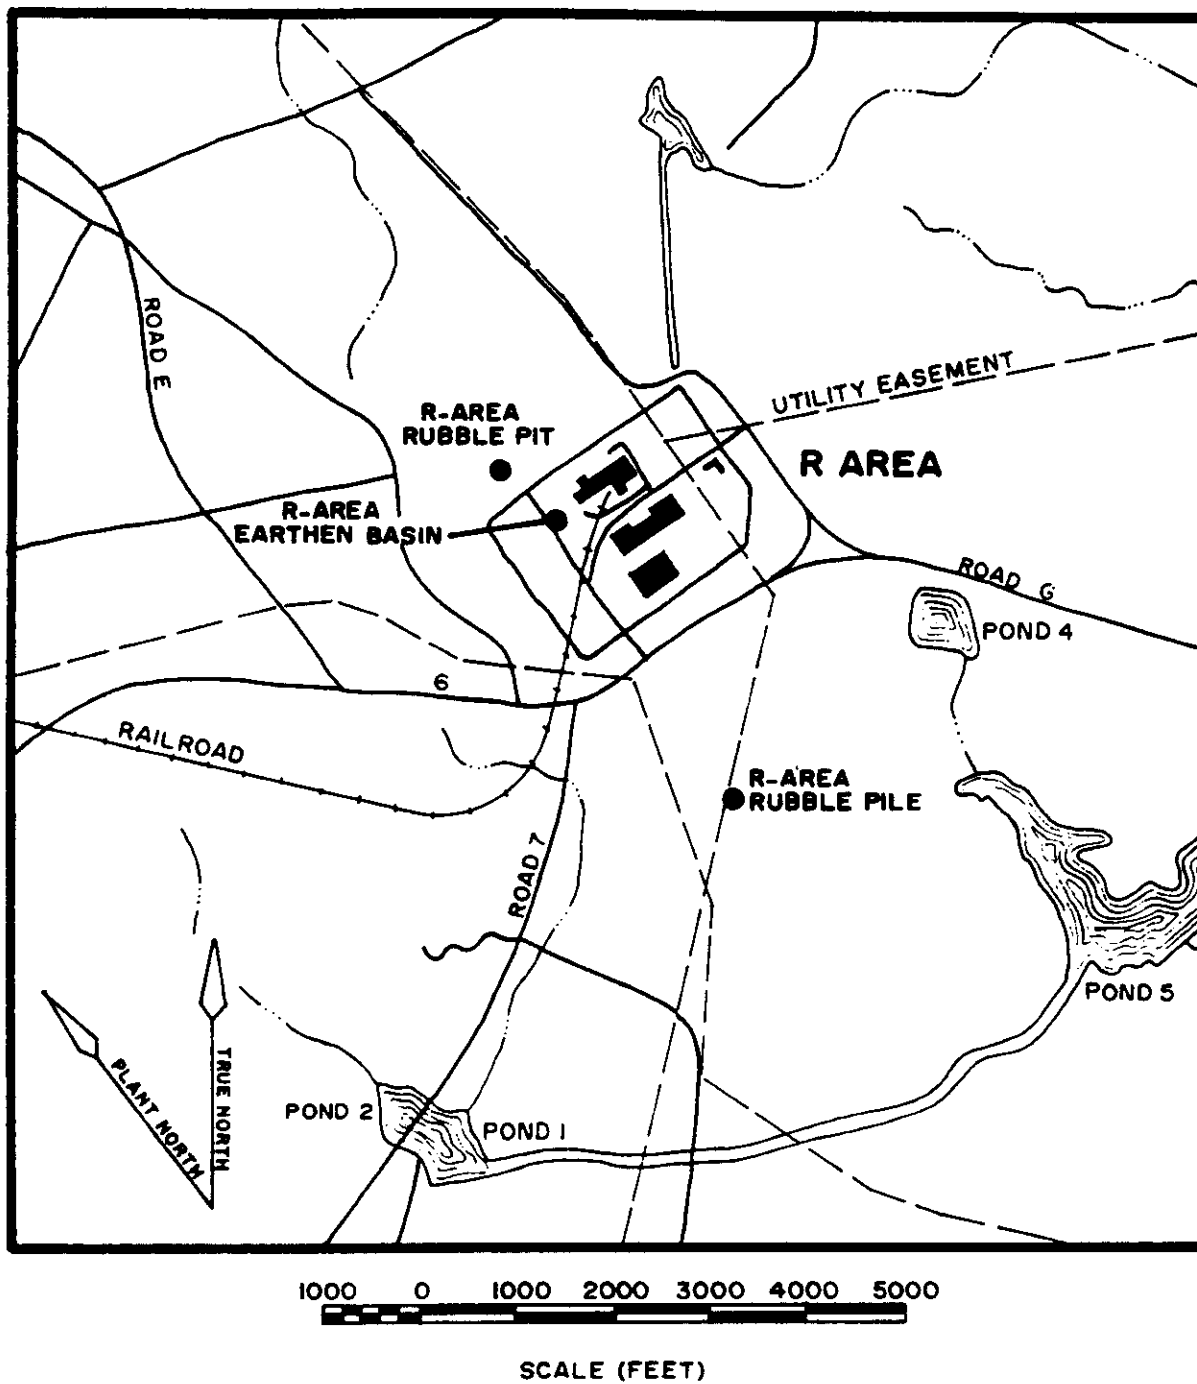 ROAD E
UTILITY EASEMENT
R-AREA
RUBBLE PIT
R AREA
R-AREA
EARTHEN BASIN
ROAD G
POND 4
6
RAILROAD
R-AREA
RUBBLE PILE
ROAD 7
POND 5
PLANT NORTH
TRUE NORTH
POND 2
POND 1
1000 0 1000 2000 3000 4000 5000
SCALE (FEET)